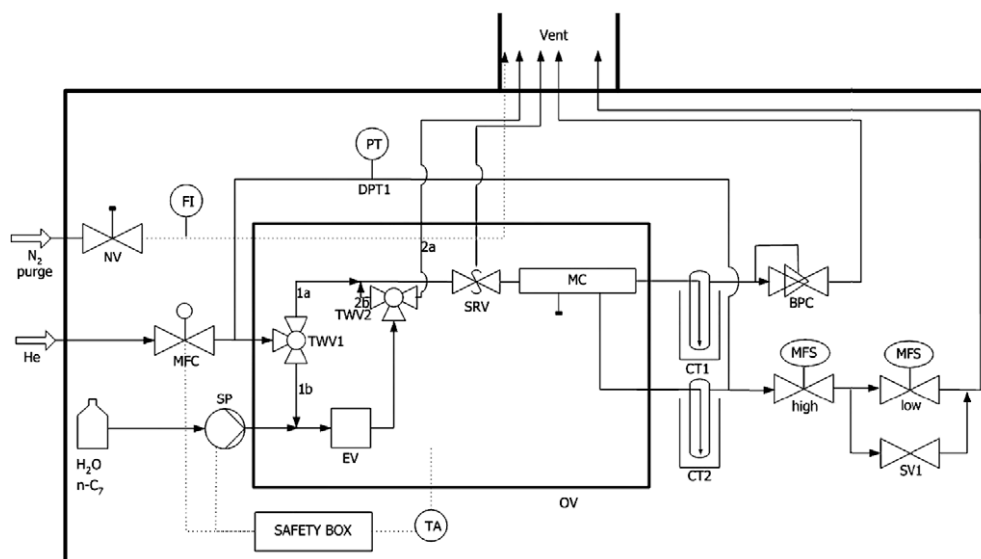 Vent
PT
DPT1
FI
N2
purge
NV
2a
1a
2b
TWV2
SRV
MC
BPC
He
MFC
TWV1
CT1
MFS
MFS
high
low
1b
SP
EV
CT2
SV1
H2O
n-C7
OV
SAFETY BOX
TA